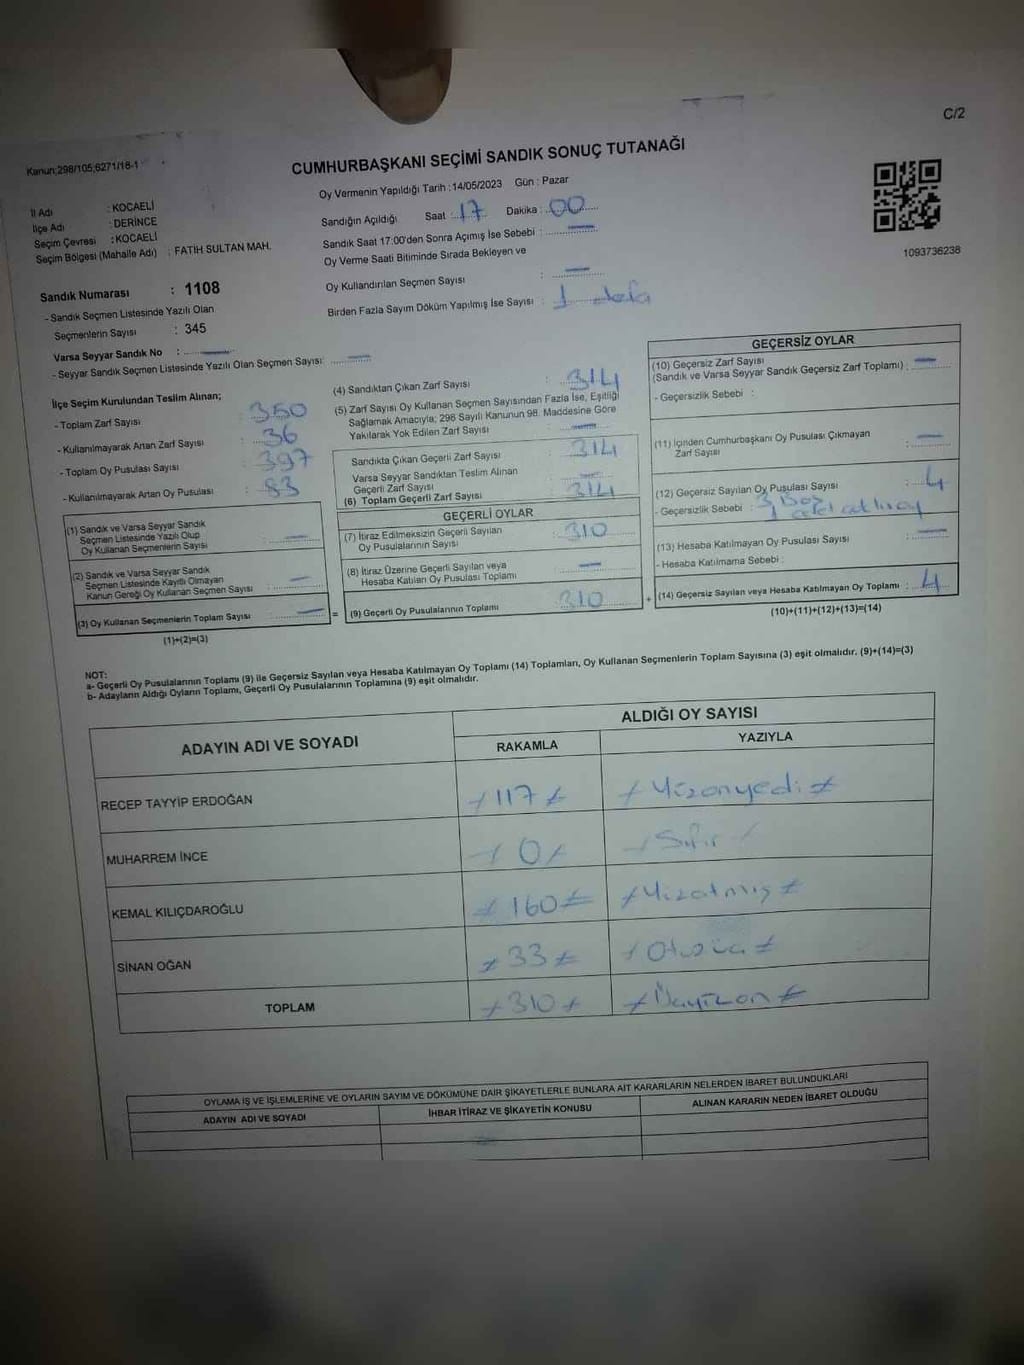 C/2
Kanun;298/105,6271/18-1
CUMHURBAŞKANI SEÇİMİ SANDIK SONUÇ TUTANAĞI
Oy Vermenin Yapıldığı Tarih : 14/05/2023 Gün : Pazar
İl Adı : KOCAELİ
İlçe Adı : DERİNCE
Seçim Çevresi : KOCAELİ
Seçim Bölgesi (Mahalle Adı) : FATİH SULTAN MAH.
Sandık Numarası : 1108
- Sandık Seçmen Listesinde Yazılı Olan
Seçmenlerin Sayısı : 345
Varsa Seyyar Sandık No : —
- Seyyar Sandık Seçmen Listesinde Yazılı Olan Seçmen Sayısı: —
Sandığın Açıldığı Saat : 17 Dakika : 00
Sandık Saat 17:00'den Sonra Açımış İse Sebebi : —
Oy Verme Saati Bitiminde Sırada Bekleyen ve
Oy Kullandırılan Seçmen Sayısı : —
Birden Fazla Sayım Döküm Yapılmış İse Sayısı : 1 defa
1093736238
İlçe Seçim Kurulundan Teslim Alınan;
- Toplam Zarf Sayısı : 350
- Kullanılmayarak Artan Zarf Sayısı : 36
- Toplam Oy Pusulası Sayısı : 397
- Kullanılmayarak Artan Oy Pusulası : 83
(1) Sandık ve Varsa Seyyar Sandık
Seçmen Listesinde Yazılı Olup
Oy Kullanan Seçmenlerin Sayısı : —
(2) Sandık ve Varsa Seyyar Sandık
Seçmen Listesinde Kayıtlı Olmayan
Kanun Gereği Oy Kullanan Seçmen Sayısı : —
(3) Oy Kullanan Seçmenlerin Toplam Sayısı : —
(1)+(2)=(3)
(4) Sandıktan Çıkan Zarf Sayısı : 314
(5) Zarf Sayısı Oy Kullanan Seçmen Sayısından Fazla İse, Eşitliği
Sağlamak Amacıyla; 298 Sayılı Kanunun 98. Maddesine Göre
Yakılarak Yok Edilen Zarf Sayısı : —
Sandıkta Çıkan Geçerli Zarf Sayısı : 314
Varsa Seyyar Sandıktan Teslim Alınan
Geçerli Zarf Sayısı
(6) Toplam Geçerli Zarf Sayısı : 314
GEÇERLİ OYLAR
(7) İtiraz Edilmeksizin Geçerli Sayılan
Oy Pusulalarının Sayısı : 310
(8) İtiraz Üzerine Geçerli Sayılan veya
Hesaba Katılan Oy Pusulası Toplamı : —
= (9) Geçerli Oy Pusulalarının Toplamı : 310
GEÇERSİZ OYLAR
(10) Geçersiz Zarf Sayısı
(Sandık ve Varsa Seyyar Sandık Geçersiz Zarf Toplamı) : —
- Geçersizlik Sebebi :
(11) İçinden Cumhurbaşkanı Oy Pusulası Çıkmayan
Zarf Sayısı : —
(12) Geçersiz Sayılan Oy Pusulası Sayısı : 4
- Geçersizlik Sebebi : 3 Boş
1
(13) Hesaba Katılmayan Oy Pusulası Sayısı : —
- Hesaba Katılmama Sebebi :
+ (14) Geçersiz Sayılan veya Hesaba Katılmayan Oy Toplamı : 4
(10)+(11)+(12)+(13)=(14)
NOT:
a- Geçerli Oy Pusulalarının Toplamı (9) ile Geçersiz Sayılan veya Hesaba Katılmayan Oy Toplamı (14) Toplamları, Oy Kullanan Seçmenlerin Toplam Sayısına (3) eşit olmalıdır. (9)+(14)=(3)
b- Adayların Aldığı Oyların Toplamı, Geçerli Oy Pusulalarının Toplamına (9) eşit olmalıdır.
ADAYIN ADI VE SOYADI ALDIĞI OY SAYISI
RAKAMLA YAZIYLA
RECEP TAYYİP ERDOĞAN 117 Yüzonyedi
MUHARREM İNCE 0 Sıfır
KEMAL KILIÇDAROĞLU 160 Yüzatmış
SİNAN OĞAN 33 Otuzüç
TOPLAM 310 Üçyüzon
OYLAMA İŞ VE İŞLEMLERİNE VE OYLARIN SAYIM VE DÖKÜMÜNE DAİR ŞİKAYETLERLE BUNLARA AİT KARARLARIN NELERDEN İBARET BULUNDUKLARI
ADAYIN ADI VE SOYADI İHBAR İTİRAZ VE ŞİKAYETİN KONUSU ALINAN KARARIN NEDEN İBARET OLDUĞU